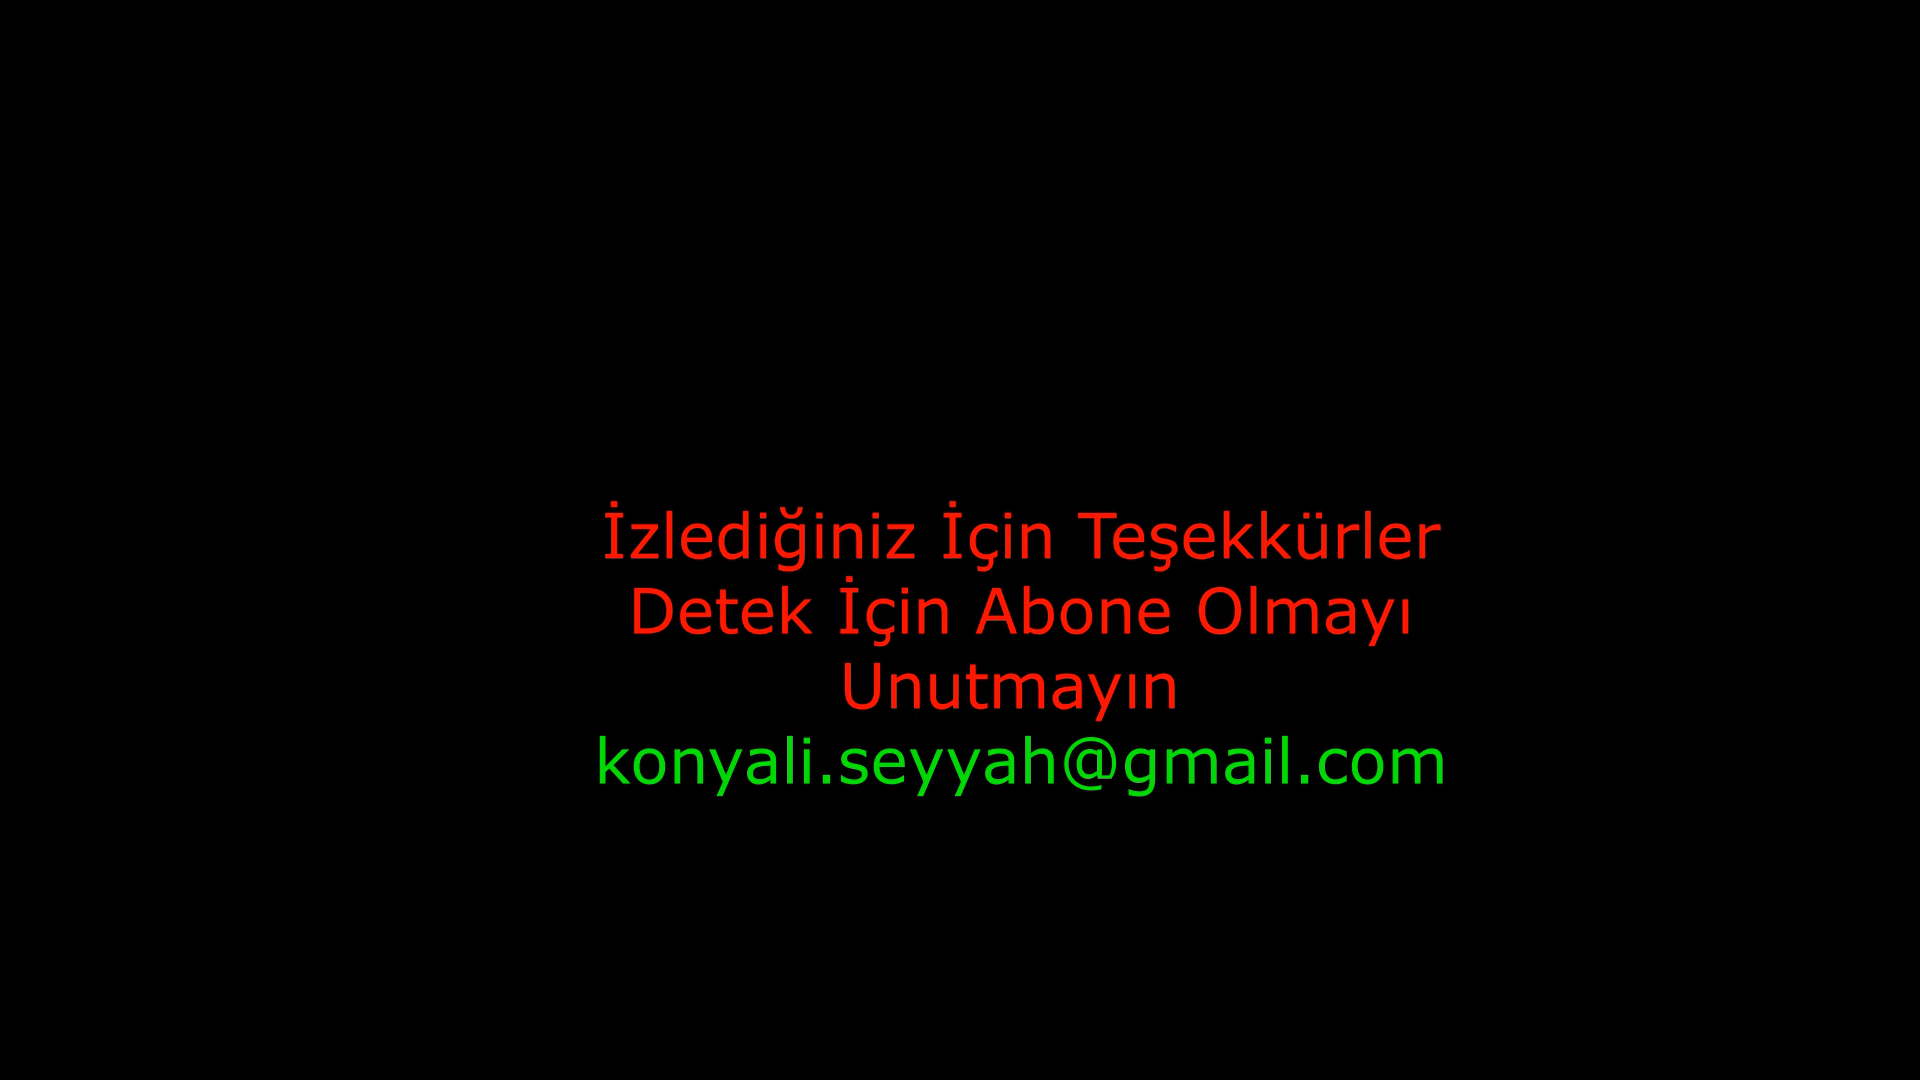 İzlediğiniz İçin Teşekkürler
Detek İçin Abone Olmayı
Unutmayın
konyali.seyyah@gmail.com